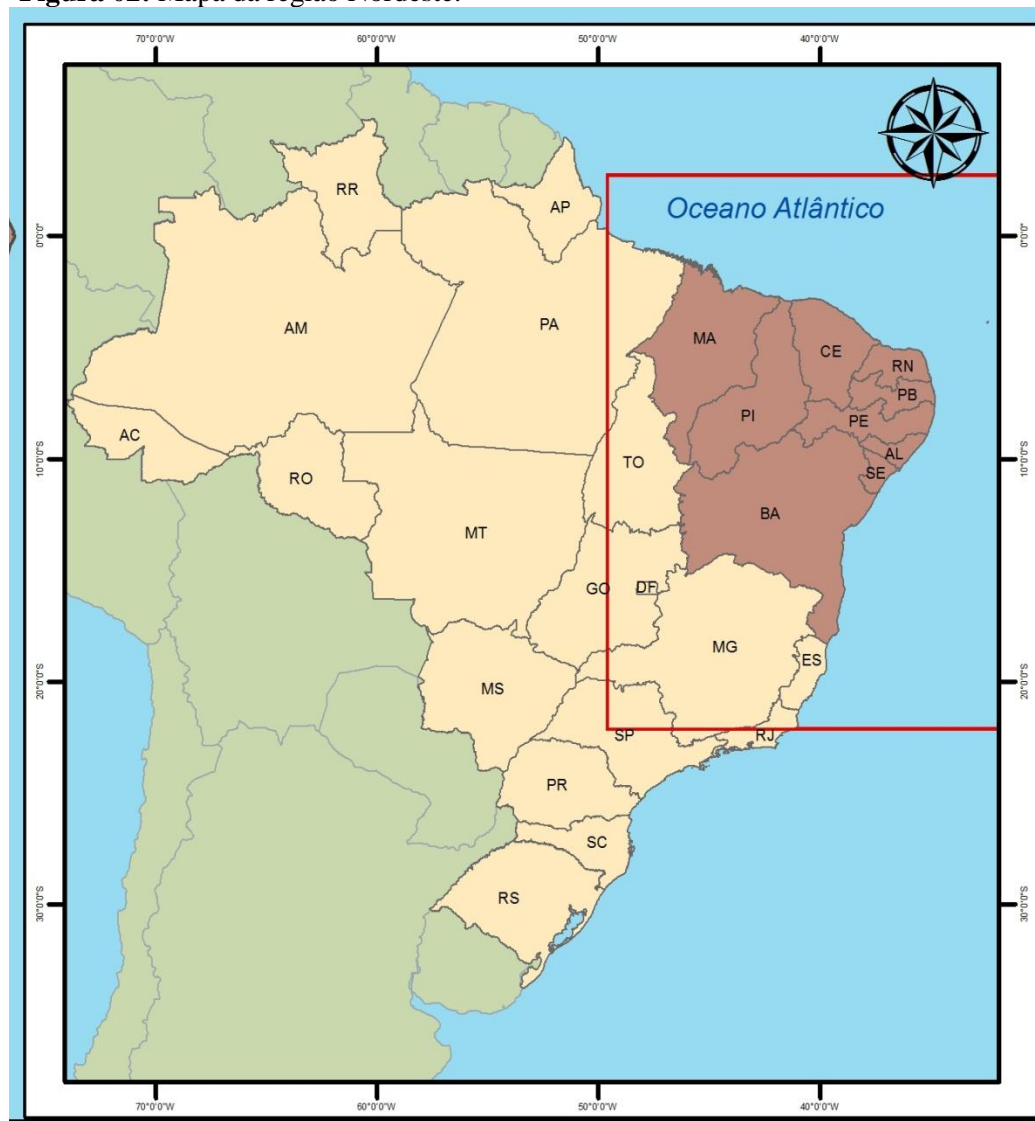 Figura 02: Mapa da região Nordeste.
70°0'0"W 60°0'0"W 50°0'0"W 40°0'0"W
RR
AP
Oceano Atlântico
0°0'0" 0°0'0"
AM
PA
MA
CE
RN
PB
PI
PE
AC
TO
AL
10°0'0"S 10°0'0"S
RO
SE
BA
MT
GO
DF
MG
ES
MS
20°0'0"S 20°0'0"S
SP
RJ
PR
SC
RS
30°0'0"S 30°0'0"S
70°0'0"W 60°0'0"W 50°0'0"W 40°0'0"W